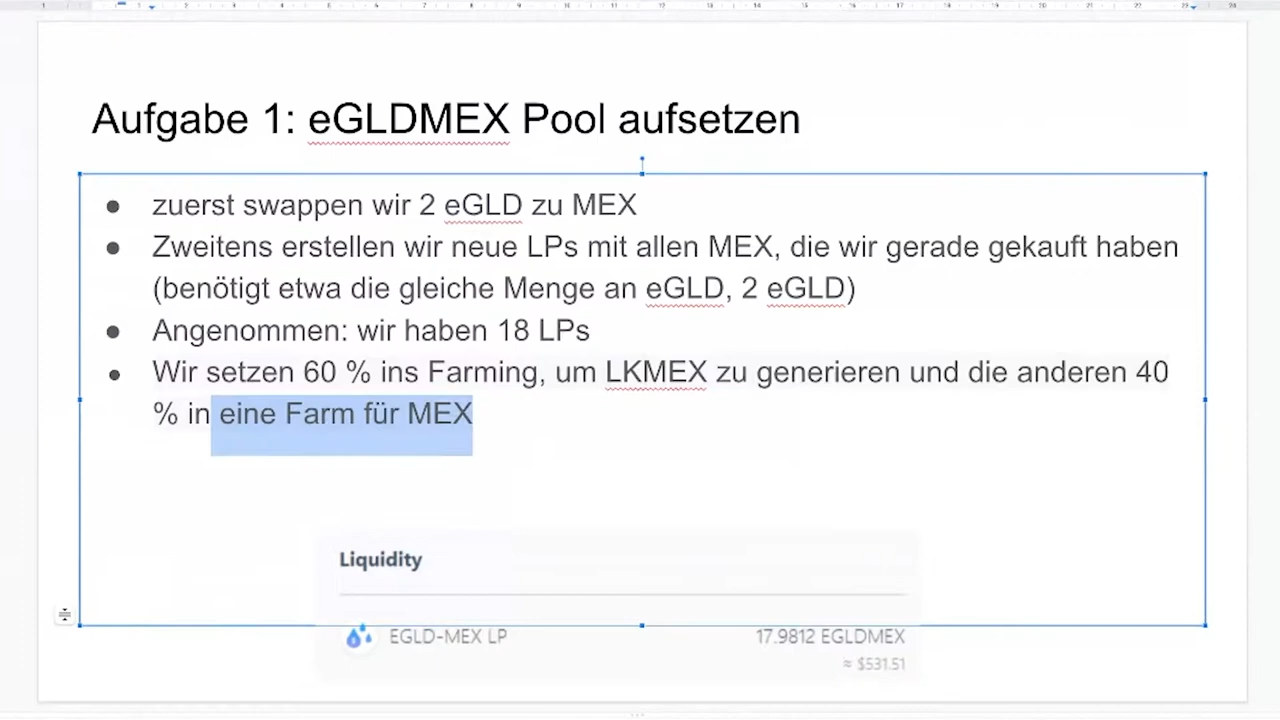 Aufgabe 1: eGLDMEX Pool aufsetzen
● zuerst swappen wir 2 eGLD zu MEX
● Zweitens erstellen wir neue LPs mit allen MEX, die wir gerade gekauft haben
(benötigt etwa die gleiche Menge an eGLD, 2 eGLD)
● Angenommen: wir haben 18 LPs
● Wir setzen 60 % ins Farming, um LKMEX zu generieren und die anderen 40
% in eine Farm für MEX
Liquidity
EGLD-MEX LP 17.9812 EGLDMEX
≈ $531.51